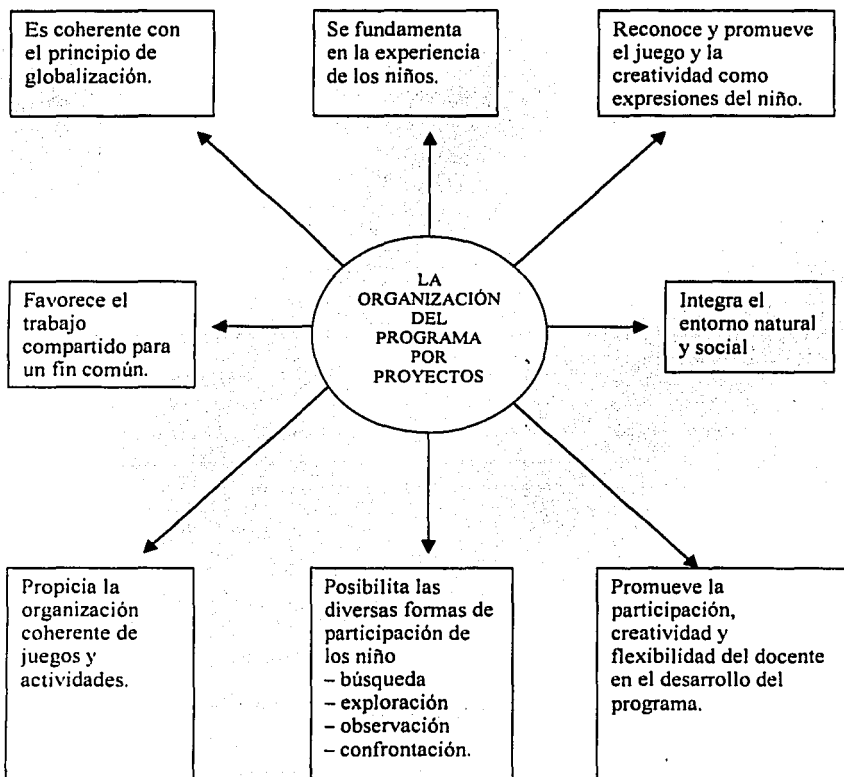 Es coherente con
el principio de
globalización.
Se fundamenta
en la experiencia
de los niños.
Reconoce y promueve
el juego y la
creatividad como
expresiones del niño.
Favorece el
trabajo
compartido para
un fin común.
LA
ORGANIZACIÓN
DEL
PROGRAMA
POR
PROYECTOS
Integra el
entorno natural
y social
Propicia la
organización
coherente de
juegos y
actividades.
Posibilita las
diversas formas de
participación de
los niño
– búsqueda
– exploración
– observación
– confrontación.
Promueve la
participación,
creatividad y
flexibilidad del docente
en el desarrollo del
programa.